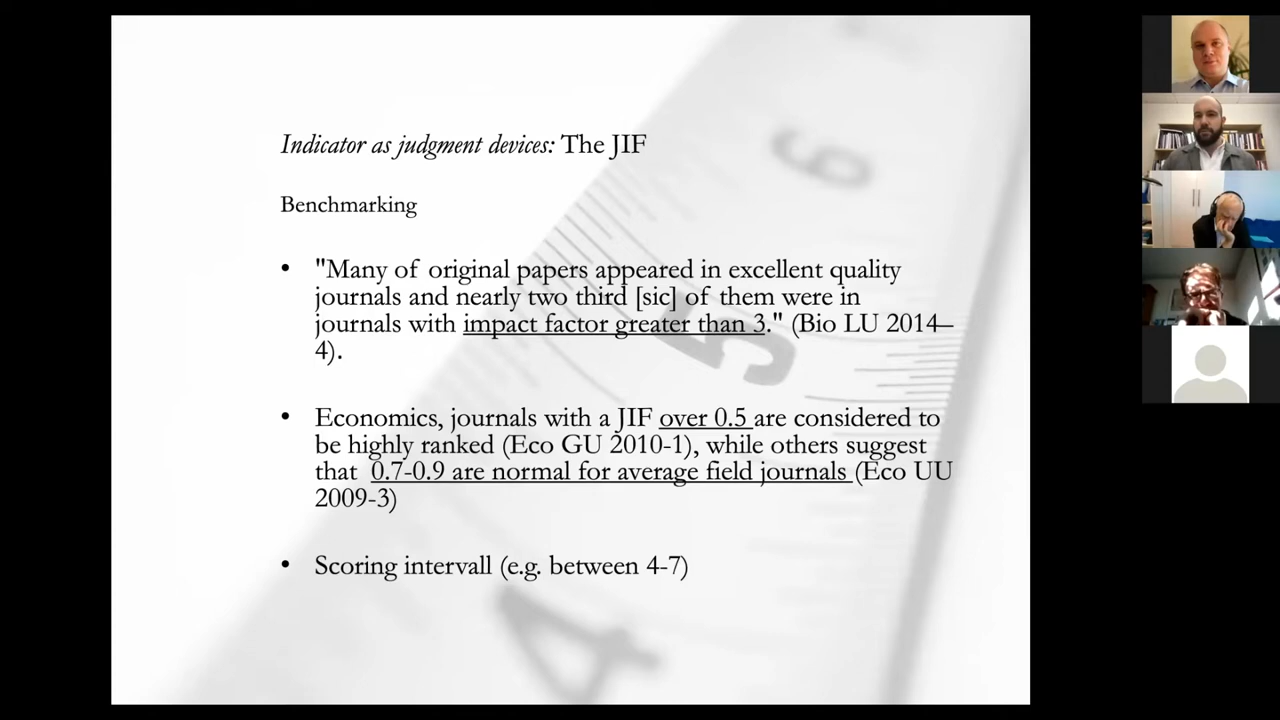 Indicator as judgment devices: The JIF
Benchmarking
• "Many of original papers appeared in excellent quality
journals and nearly two third [sic] of them were in
journals with impact factor greater than 3." (Bio LU 2014–
4).
• Economics, journals with a JIF over 0.5 are considered to
be highly ranked (Eco GU 2010-1), while others suggest
that 0.7-0.9 are normal for average field journals (Eco UU
2009-3)
• Scoring intervall (e.g. between 4-7)
6
5
4